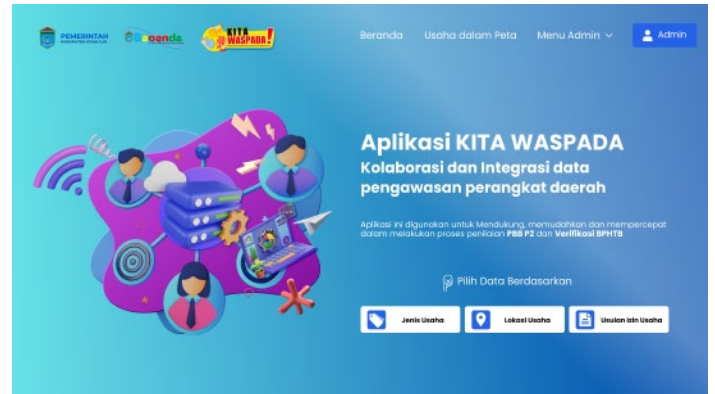 PEMERINTAH
KITA
WASPADA!
Beranda
Usaha dalam Peta
Menu Admin
Admin
Aplikasi KITA WASPADA
Kolaborasi dan Integrasi data
pengawasan perangkat daerah
Aplikasi ini digunakan untuk Mendukung, memudahkan dan mempercepat
dalam melakukan proses penilaian PBB P2 dan Verifikasi BPHTB
Pilih Data Berdasarkan
Jenis Usaha
Lokasi Usaha
Usulan Izin Usaha